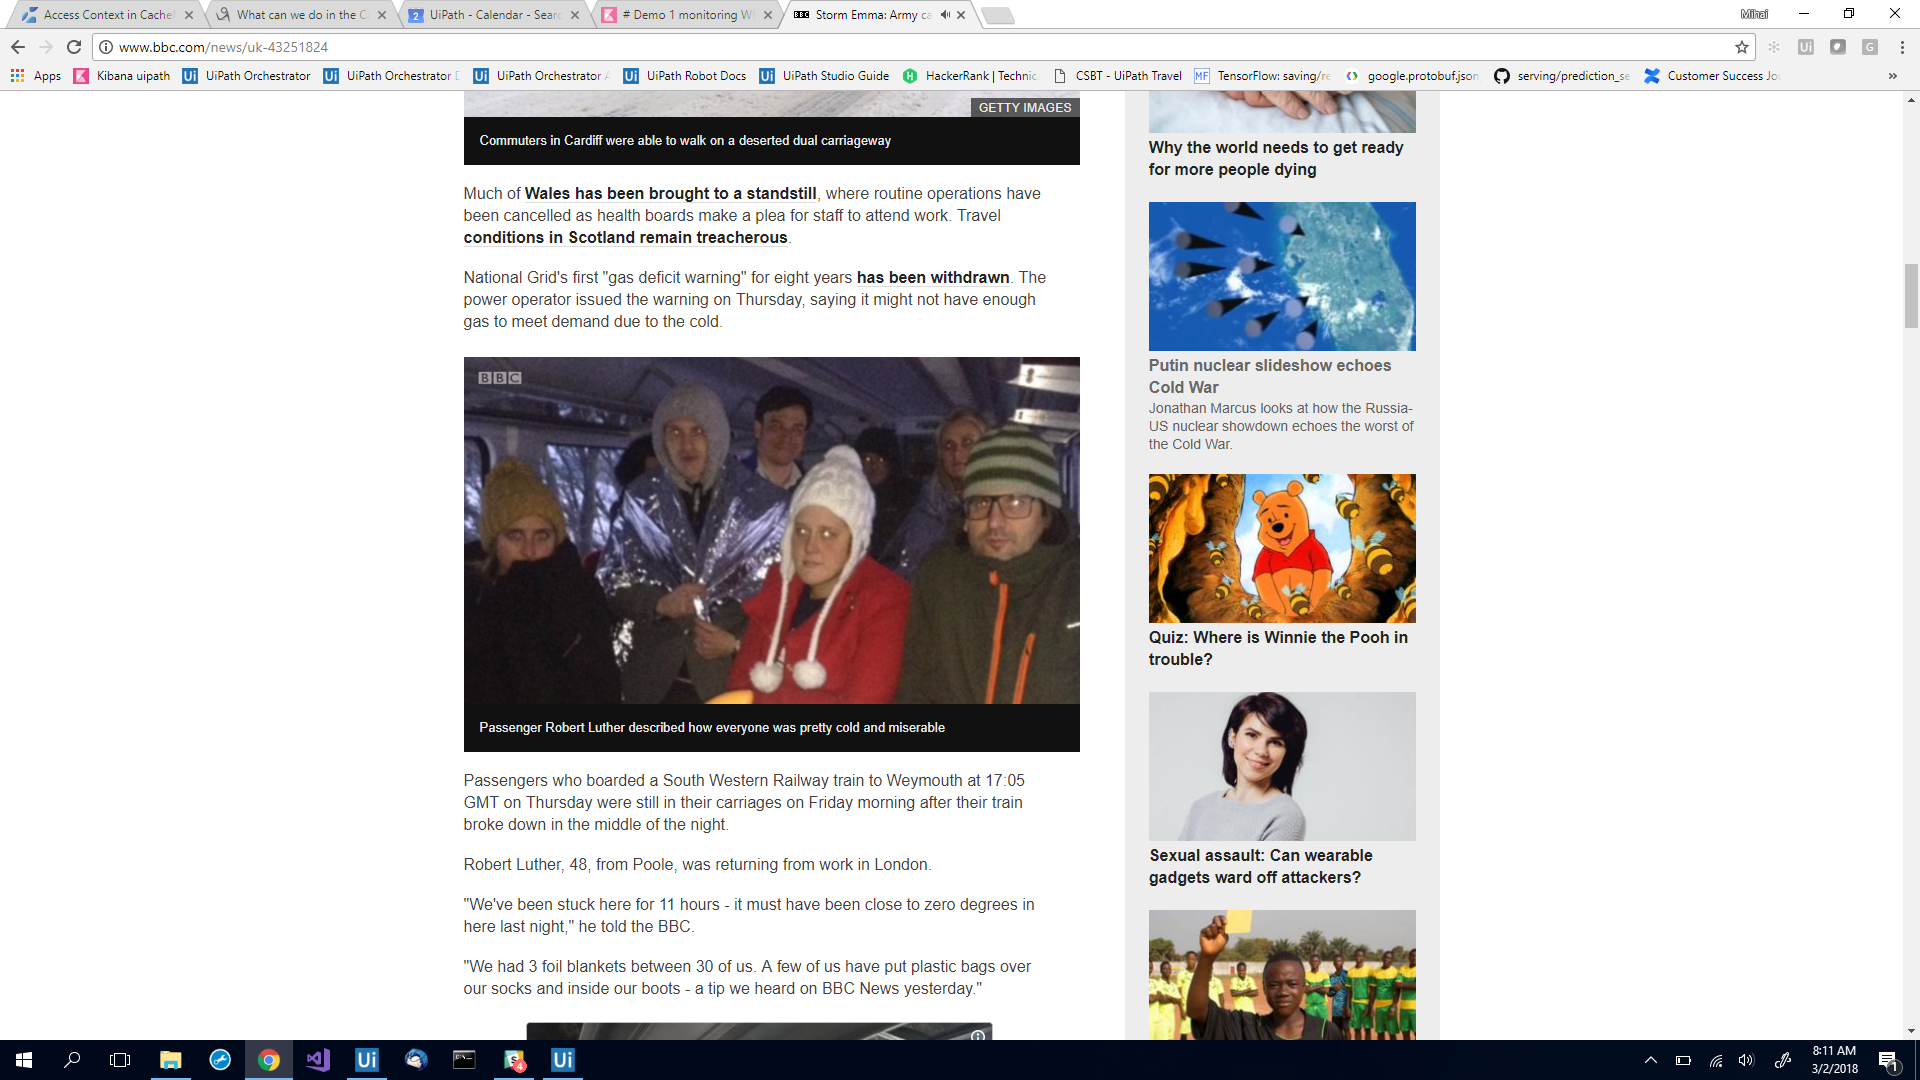 Access Context in Cache
What can we do in the C
UiPath - Calendar - Sear
# Demo 1 monitoring W
Storm Emma: Army ca
Mihai
www.bbc.com/news/uk-43251824
Apps
Kibana uipath
UiPath Orchestrator
UiPath Orchestrator
UiPath Orchestrator
UiPath Robot Docs
UiPath Studio Guide
HackerRank | Technic
CSBT - UiPath Travel
TensorFlow: saving/re
google.protobuf.json
serving/prediction_se
Customer Success Jo
GETTY IMAGES
Commuters in Cardiff were able to walk on a deserted dual carriageway
Much of Wales has been brought to a standstill, where routine operations have
been cancelled as health boards make a plea for staff to attend work. Travel
conditions in Scotland remain treacherous.
National Grid's first "gas deficit warning" for eight years has been withdrawn. The
power operator issued the warning on Thursday, saying it might not have enough
gas to meet demand due to the cold.
BBC
Passenger Robert Luther described how everyone was pretty cold and miserable
Passengers who boarded a South Western Railway train to Weymouth at 17:05
GMT on Thursday were still in their carriages on Friday morning after their train
broke down in the middle of the night.
Robert Luther, 48, from Poole, was returning from work in London.
"We've been stuck here for 11 hours - it must have been close to zero degrees in
here last night," he told the BBC.
"We had 3 foil blankets between 30 of us. A few of us have put plastic bags over
our socks and inside our boots - a tip we heard on BBC News yesterday."
Why the world needs to get ready
for more people dying
Putin nuclear slideshow echoes
Cold War
Jonathan Marcus looks at how the Russia-
US nuclear showdown echoes the worst of
the Cold War.
Quiz: Where is Winnie the Pooh in
trouble?
Sexual assault: Can wearable
gadgets ward off attackers?
8:11 AM
3/2/2018